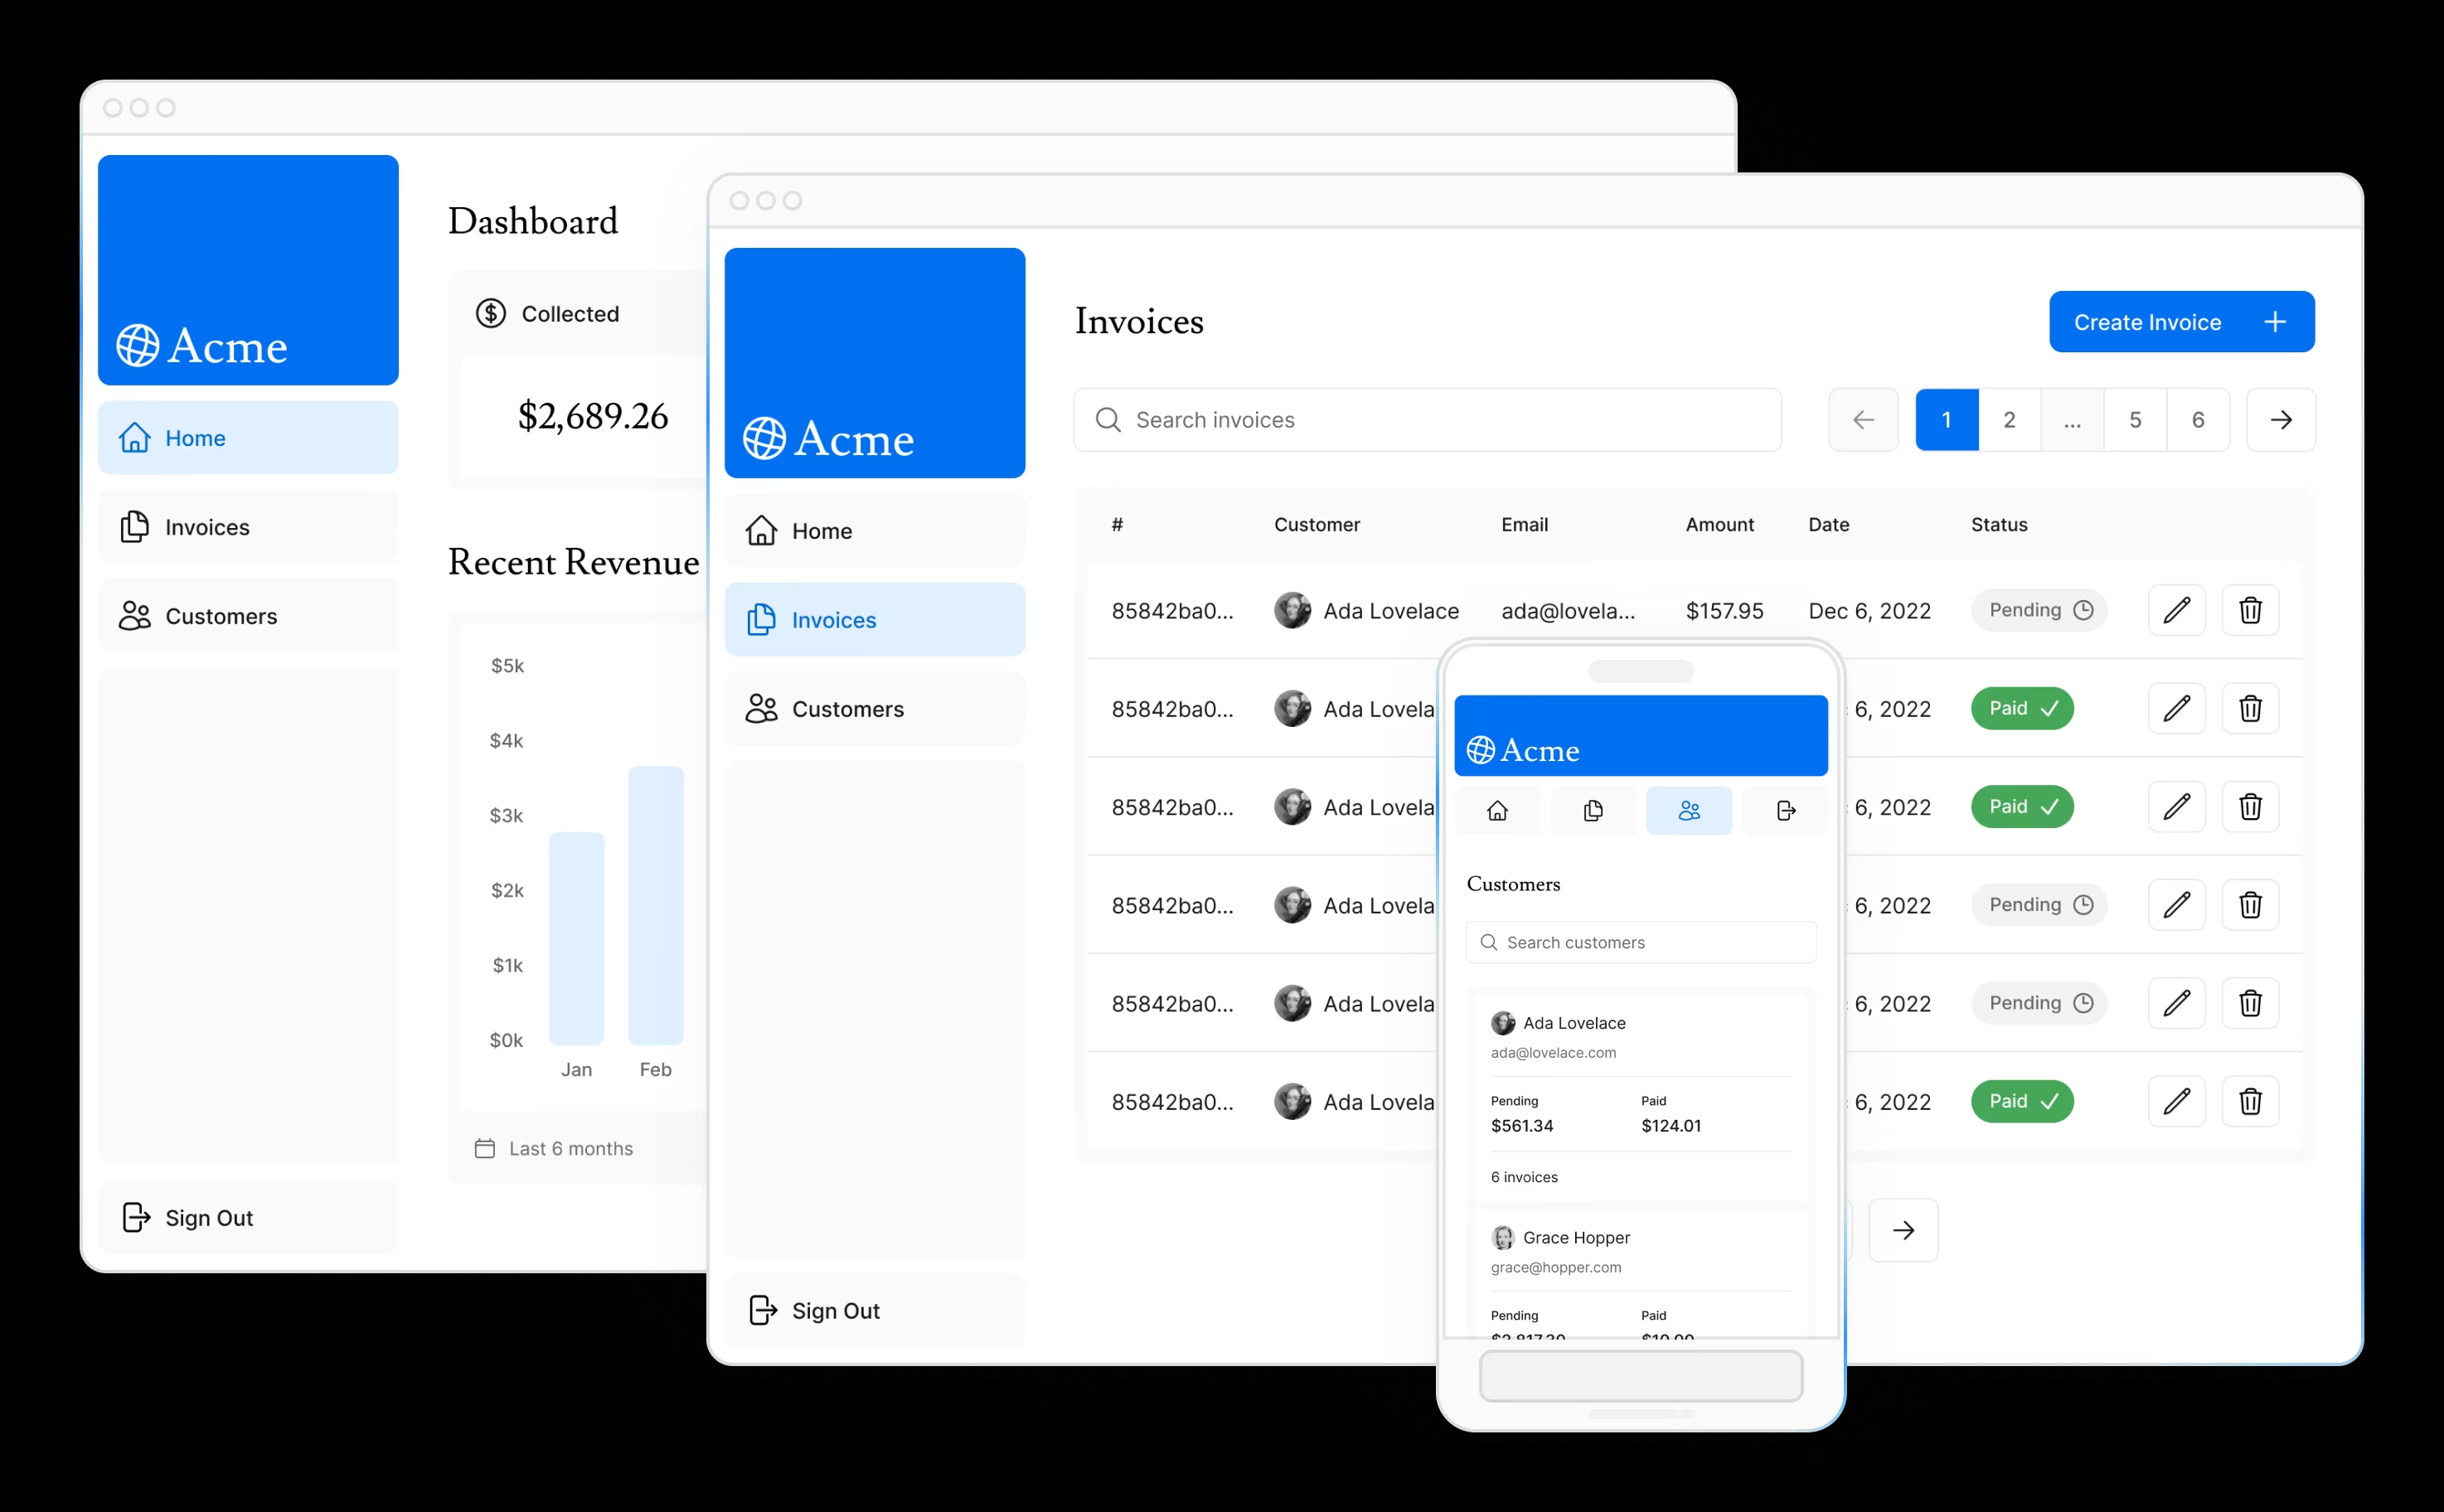 Acme
Home
Invoices
Customers
Sign Out
Dashboard
Collected
$2,689.26
Recent Revenue
$5k
$4k
$3k
$2k
$1k
$0k
Jan Feb
Last 6 months
Acme
Home
Invoices
Customers
Sign Out
Invoices
Create Invoice
Search invoices
1 2 ... 5 6
# Customer Email Amount Date Status
85842ba0... Ada Lovelace ada@lovela... $157.95 Dec 6, 2022 Pending
85842ba0... Ada Lovela 6, 2022 Paid
85842ba0... Ada Lovela 6, 2022 Paid
85842ba0... Ada Lovela 6, 2022 Pending
85842ba0... Ada Lovela 6, 2022 Pending
85842ba0... Ada Lovela 6, 2022 Paid
Acme
Customers
Search customers
Ada Lovelace
ada@lovelace.com
Pending Paid
$561.34 $124.01
6 invoices
Grace Hopper
grace@hopper.com
Pending Paid